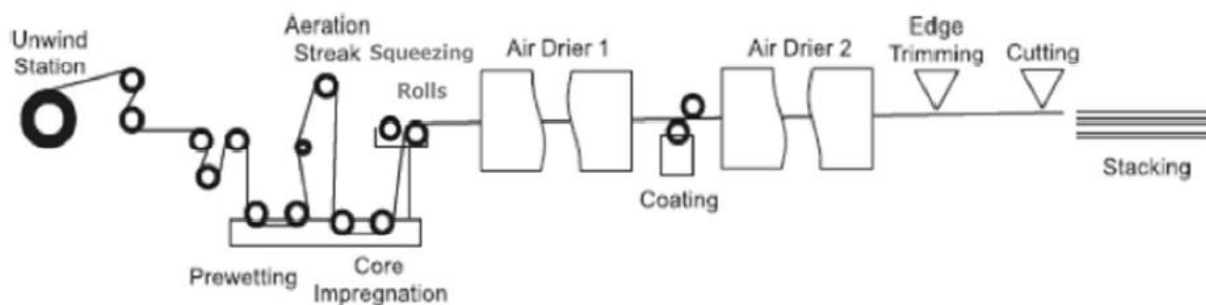 Unwind
Station
Aeration
Streak
Squeezing
Rolls
Air Drier 1
Air Drier 2
Edge
Trimming
Cutting
Stacking
Coating
Prewetting
Core
Impregnation